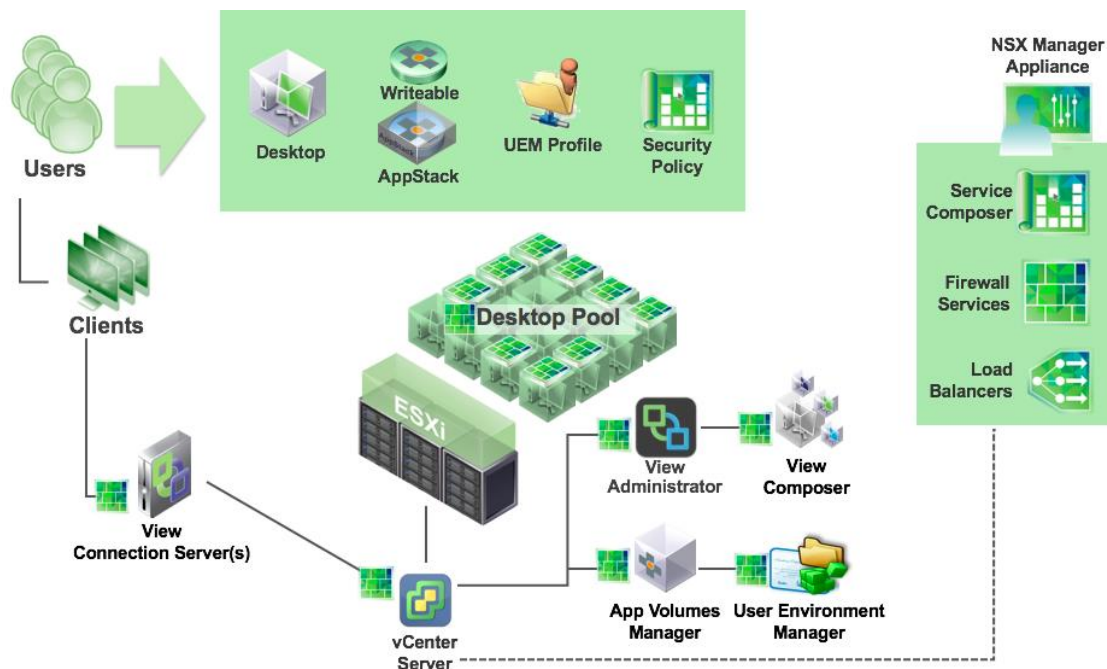 Users
Desktop
Writeable
AppStack
AppStack
UEM Profile
Security
Policy
NSX Manager
Appliance
Service
Composer
Firewall
Services
Load
Balancers
Clients
Desktop Pool
ESXi
View
Connection Server(s)
View
Administrator
View
Composer
vCenter
Server
App Volumes
Manager
User Environment
Manager